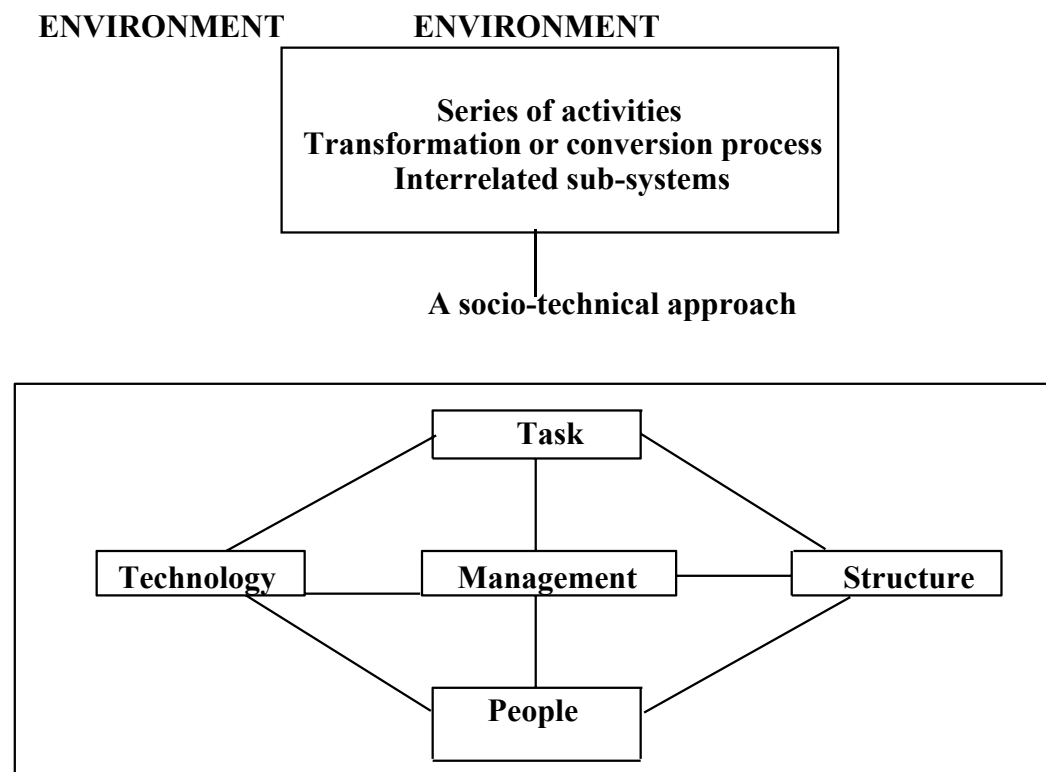 ENVIRONMENT ENVIRONMENT
Series of activities
Transformation or conversion process
Interrelated sub-systems
A socio-technical approach
Task
Technology Management Structure
People